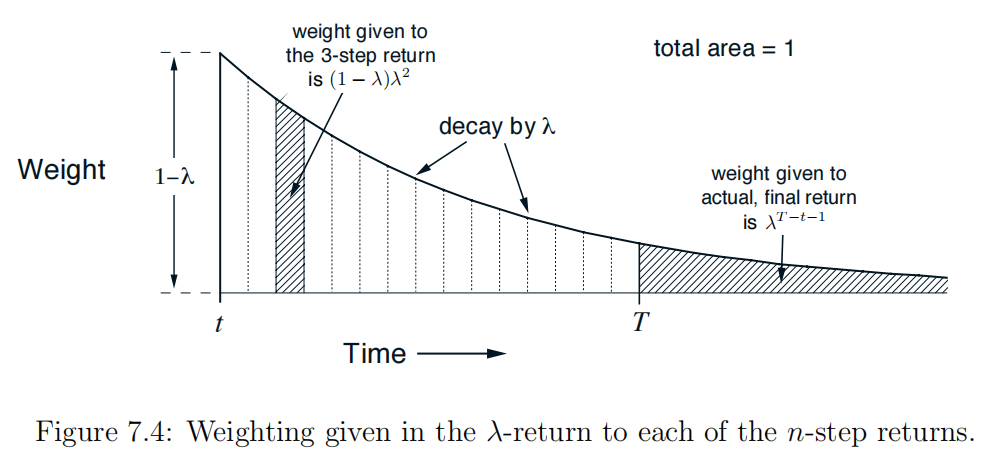 weight given to
the 3-step return
is (1 − λ)λ²
total area = 1
decay by λ
Weight
1−λ
weight given to
actual, final return
is λ^{T−t−1}
t
T
Time
Figure 7.4: Weighting given in the λ-return to each of the n-step returns.